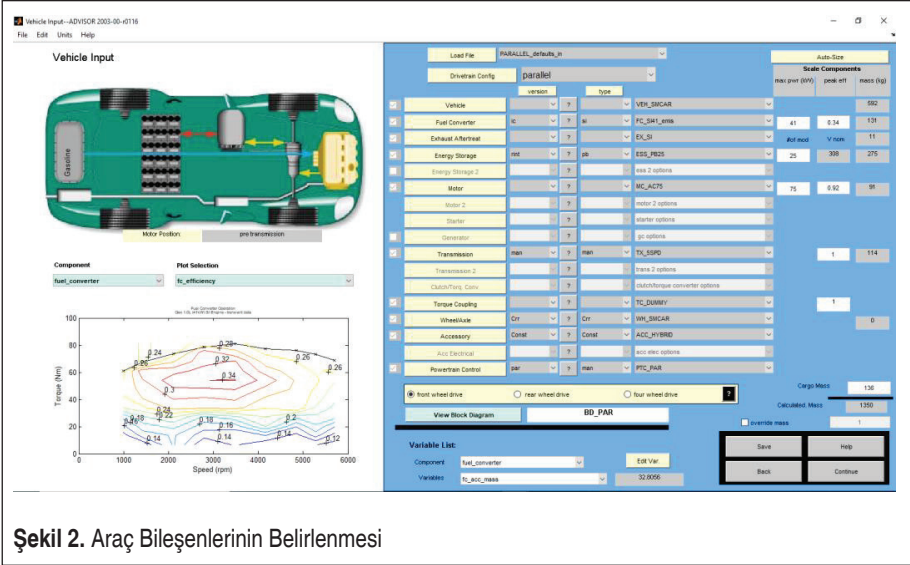 Vehicle Input--ADVISOR 2003-00-r0116
File Edit Units Help
Vehicle Input
Gasoline
Motor Position pre transmission
Component Plot Selection
fuel_converter fc_efficiency
Fuel Converter Operation
100
80
60
40
20
0
Torque (Nm)
0.24 0.28 0.26 0.32 0.26 0.34 0.3 0.24 0.22 0.18 0.18 0.16 0.2 0.14 0.14 0.14 0.12
0 1000 2000 3000 4000 5000 6000
Speed (rpm)
Load File PARALLEL_defaults_in Auto-Size
Drivetrain Config parallel Scale Components
version type max pwr (kW) peak eff mass (kg)
Vehicle ? VEH_SMCAR 592
Fuel Converter ic ? si FC_SI41_emis 41 0.34 131
Exhaust Aftertreat ? EX_SI #of mod V nom 11
Energy Storage rint ? pb ESS_PB25 25 308 275
Energy Storage 2 ? ess 2 options
Motor ? MC_AC75 75 0.92 91
Motor 2 ? motor 2 options
Starter ? starter options
Generator ? gc options
Transmission man ? man TX_5SPD 1 114
Transmission 2 ? trans 2 options
Clutch/Torq. Conv. ? clutch/torque converter options
Torque Coupling ? TC_DUMMY 1
Wheel/Axle Crr ? Crr WH_SMCAR 0
Accessory Const ? Const ACC_HYBRID
Acc Electrical ? acc elec options
Powertrain Control par ? man PTC_PAR
front wheel drive rear wheel drive four wheel drive ? Cargo Mass 136
View Block Diagram BD_PAR Calculated. Mass 1350
override mass 1
Variable List:
Component fuel_converter Edit Var.
Variables fc_acc_mass 32.8056
Save Help
Back Continue
Şekil 2. Araç Bileşenlerinin Belirlenmesi